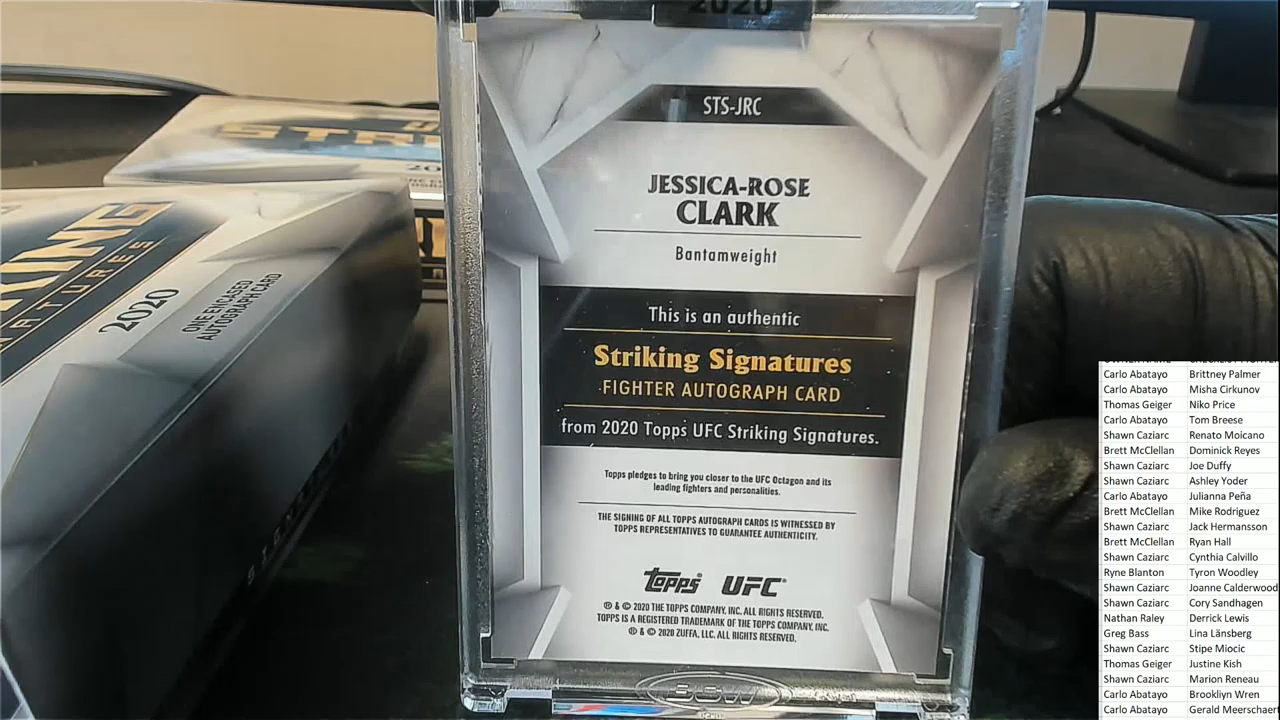 2020
STS-JRC
JESSICA-ROSE
CLARK
Bantamweight
This is an authentic
Striking Signatures
FIGHTER AUTOGRAPH CARD
from 2020 Topps UFC Striking Signatures.
Topps pledges to bring you closer to the UFC Octagon and its
leading fighters and personalities.
THE SIGNING OF ALL TOPPS AUTOGRAPH CARDS IS WITNESSED BY
TOPPS REPRESENTATIVES TO GUARANTEE AUTHENTICITY.
Topps UFC
® & © 2020 THE TOPPS COMPANY, INC. ALL RIGHTS RESERVED.
TOPPS IS A REGISTERED TRADEMARK OF THE TOPPS COMPANY, INC.
® & © 2020 ZUFFA, LLC. ALL RIGHTS RESERVED.
BCW
2020
ONE ENCASED
AUTOGRAPH CARD
Carlo Abatayo Brittney Palmer
Carlo Abatayo Misha Cirkunov
Thomas Geiger Niko Price
Carlo Abatayo Tom Breese
Shawn Caziarc Renato Moicano
Brett McClellan Dominick Reyes
Shawn Caziarc Joe Duffy
Shawn Caziarc Ashley Yoder
Carlo Abatayo Julianna Peña
Brett McClellan Mike Rodriguez
Shawn Caziarc Jack Hermansson
Brett McClellan Ryan Hall
Shawn Caziarc Cynthia Calvillo
Ryne Blanton Tyron Woodley
Shawn Caziarc Joanne Calderwood
Shawn Caziarc Cory Sandhagen
Nathan Raley Derrick Lewis
Greg Bass Lina Länsberg
Shawn Caziarc Stipe Miocic
Thomas Geiger Justine Kish
Shawn Caziarc Marion Reneau
Carlo Abatayo Brooklyn Wren
Carlo Abatayo Gerald Meerschaer